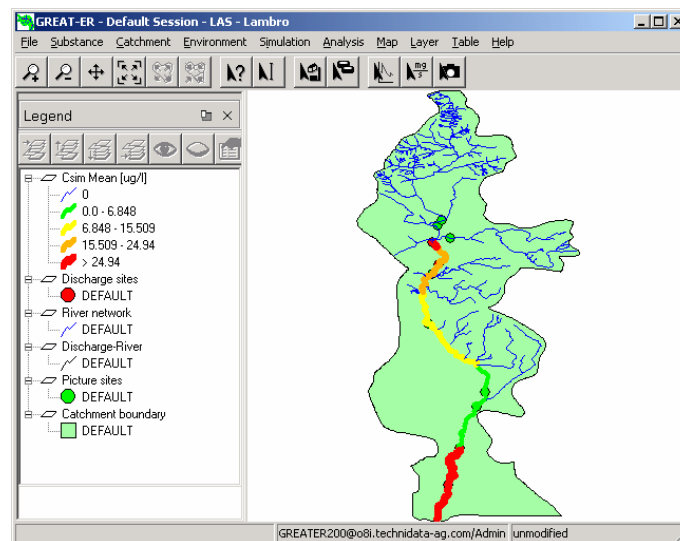 GREAT-ER - Default Session - LAS - Lambro
File Substance Catchment Environment Simulation Analysis Map Layer Table Help
mg
s
Legend
Csim Mean [ug/l]
0
0.0 - 6.848
6.848 - 15.509
15.509 - 24.94
> 24.94
Discharge sites
DEFAULT
River network
DEFAULT
Discharge-River
DEFAULT
Picture sites
DEFAULT
Catchment boundary
DEFAULT
GREATER200@o8i.technidata-ag.com/Admin unmodified